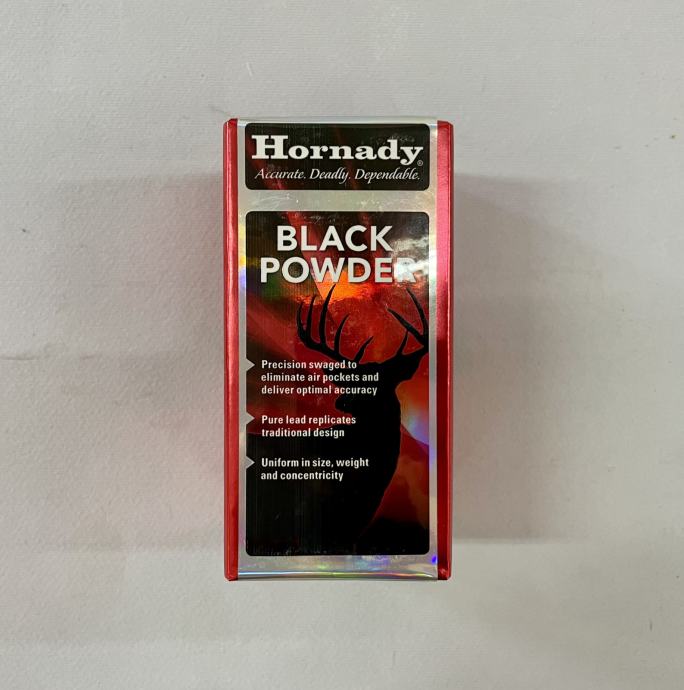 Hornady®
Accurate. Deadly. Dependable.
BLACK
POWDER
Precision swaged to
eliminate air pockets and
deliver optimal accuracy
Pure lead replicates
traditional design
Uniform in size, weight
and concentricity